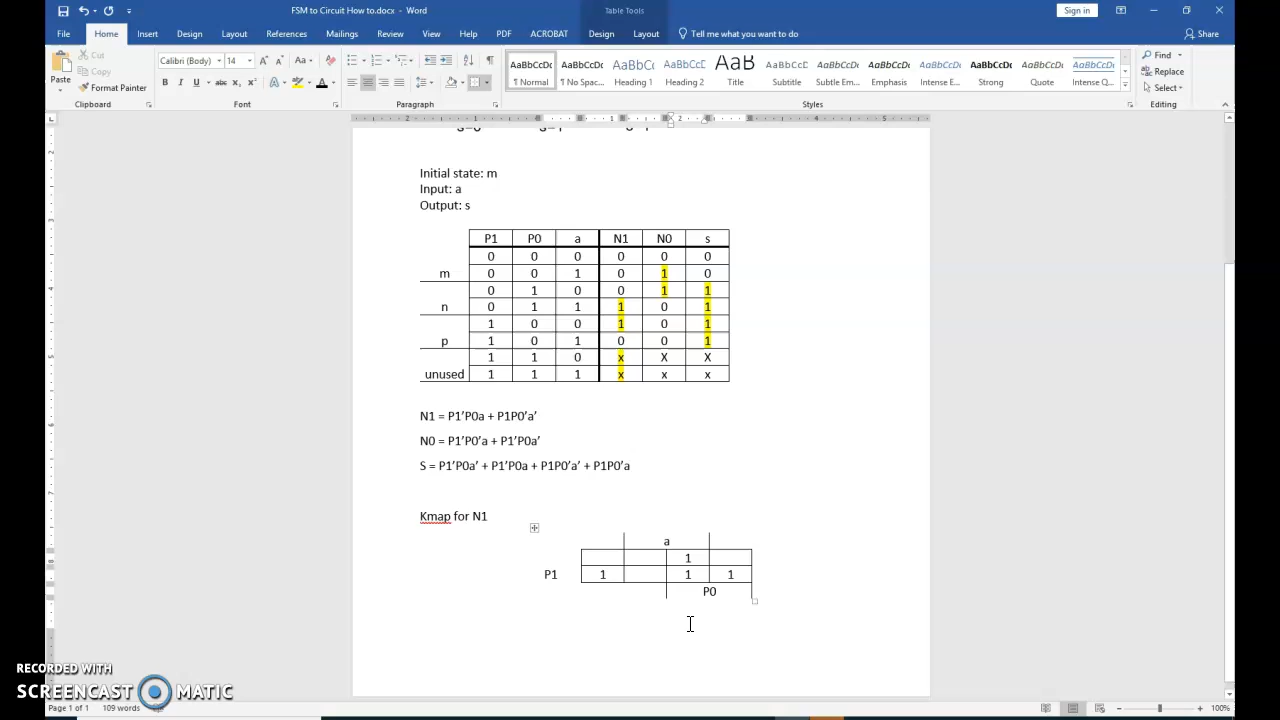 FSM to Circuit How to.docx - Word
Table Tools
Sign in
File Home Insert Design Layout References Mailings Review View Help PDF ACROBAT Design Layout Tell me what you want to do Share
Paste
Cut
Copy
Format Painter
Calibri (Body) 14
AaBbCcDc AaBbCcDc AaBbC AaBbCcC AaB AaBbCcC AaBbCcDc AaBbCcDc AaBbCcDc AaBbCcDc AaBbCcDc AaBbCcDc
¶ Normal ¶ No Spac... Heading 1 Heading 2 Title Subtitle Subtle Em... Emphasis Intense E... Strong Quote Intense Q...
Find
Replace
Select
Clipboard Font Paragraph Styles Editing
Initial state: m
Input: a
Output: s
P1 P0 a N1 N0 s
0 0 0 0 0 0
m 0 0 1 0 1 0
0 1 0 0 1 1
n 0 1 1 1 0 1
1 0 0 1 0 1
p 1 0 1 0 0 1
1 1 0 x X X
unused 1 1 1 x x x
N1 = P1’P0a + P1P0’a’
N0 = P1’P0’a + P1’P0a’
S = P1’P0a’ + P1’P0a + P1P0’a’ + P1P0’a
Kmap for N1
a
1
P1 1 1 1
P0
RECORDED WITH
SCREENCAST MATIC
Page 1 of 1 109 words 100%